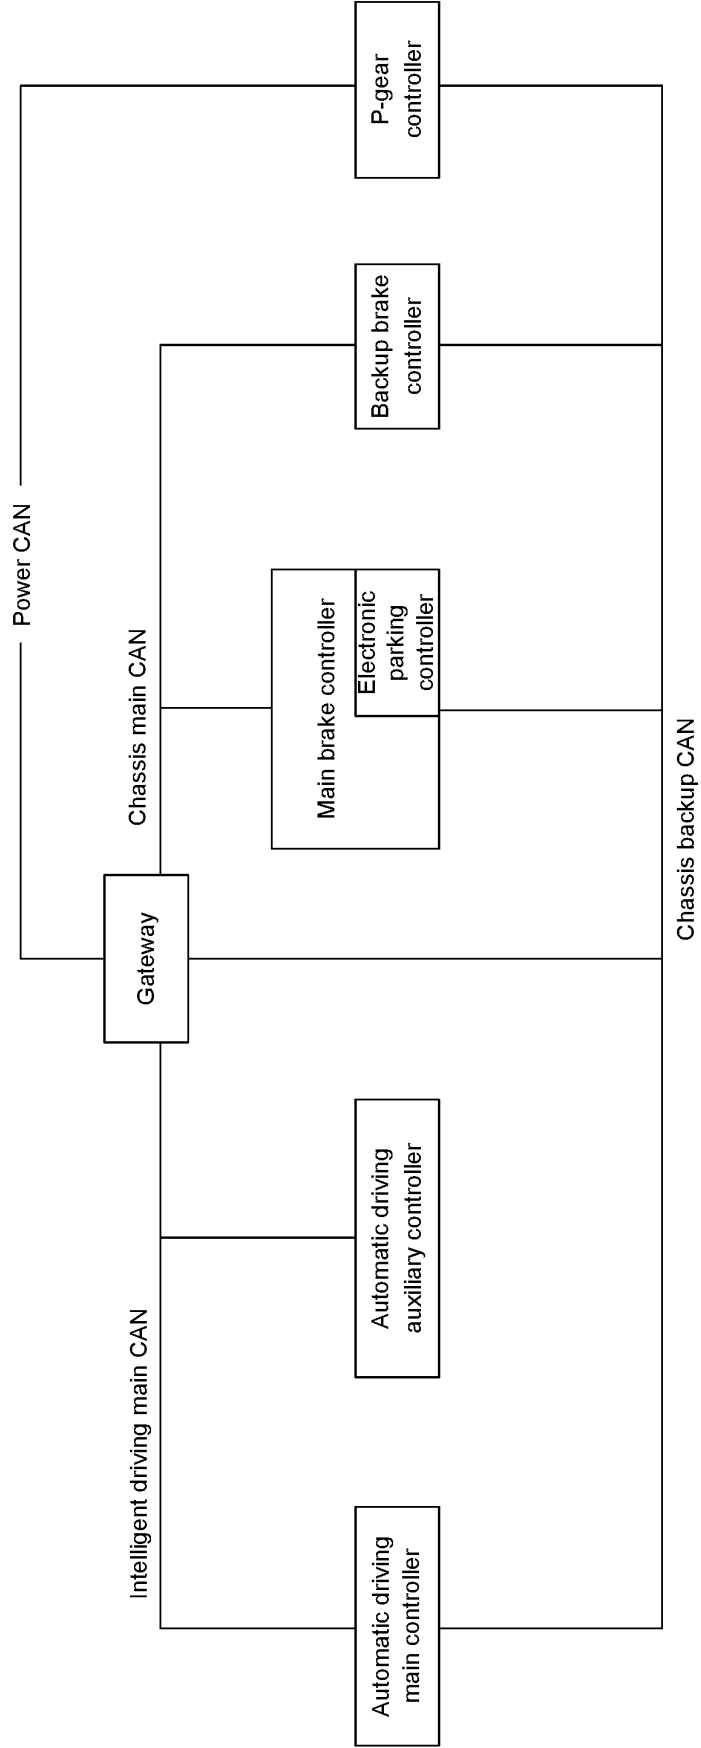 Power CAN
Intelligent driving main CAN
Gateway
Chassis main CAN
Automatic driving
main controller
Automatic driving
auxiliary controller
Main brake controller
Electronic
parking
controller
Backup brake
controller
P-gear
controller
Chassis backup CAN